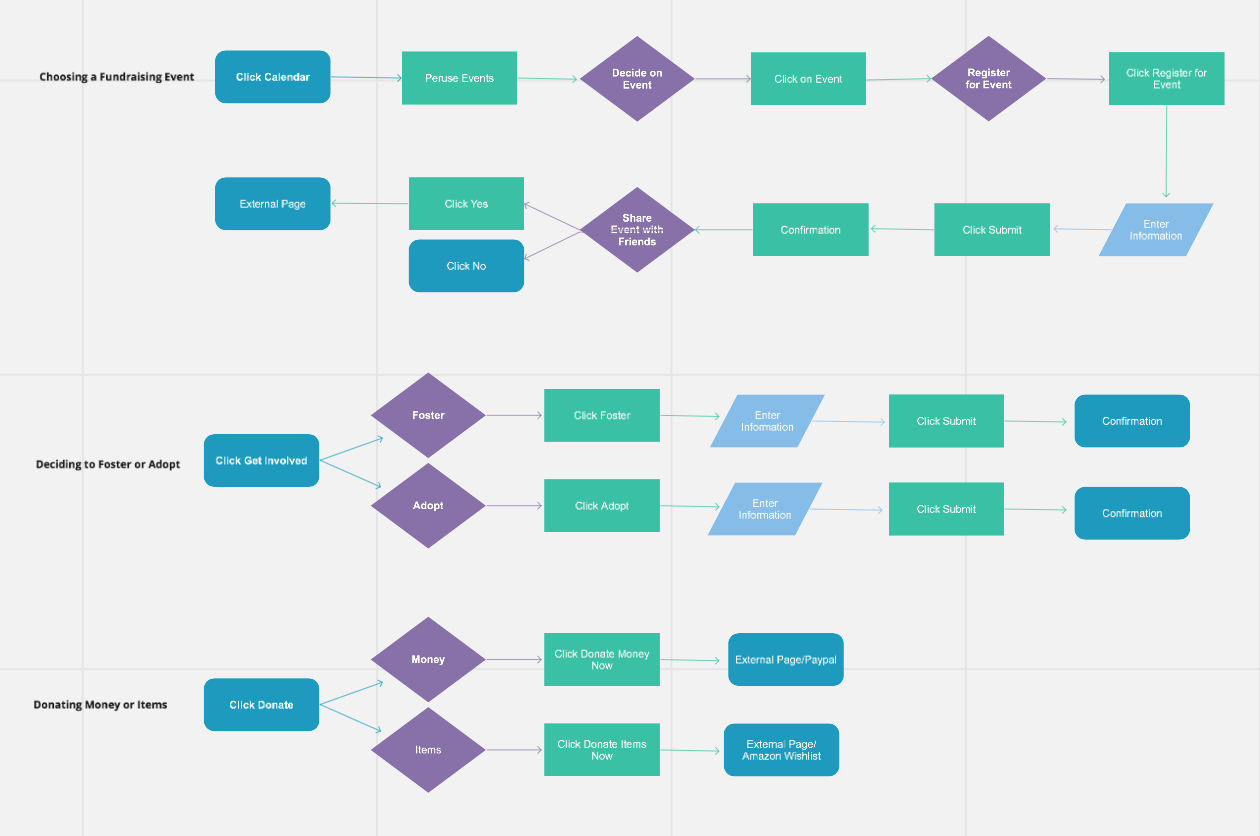 Choosing a Fundraising Event
Click Calendar
Peruse Events
Decide on
Event
Click on Event
Register
for Event
Click Register for
Event
External Page
Click Yes
Click No
Share
Event with
Friends
Confirmation
Click Submit
Enter
Information
Deciding to Foster or Adopt
Click Get Involved
Foster
Click Foster
Enter
Information
Click Submit
Confirmation
Adopt
Click Adopt
Enter
Information
Click Submit
Confirmation
Donating Money or Items
Click Donate
Money
Click Donate Money
Now
External Page/Paypal
Items
Click Donate Items
Now
External Page/
Amazon Wishlist